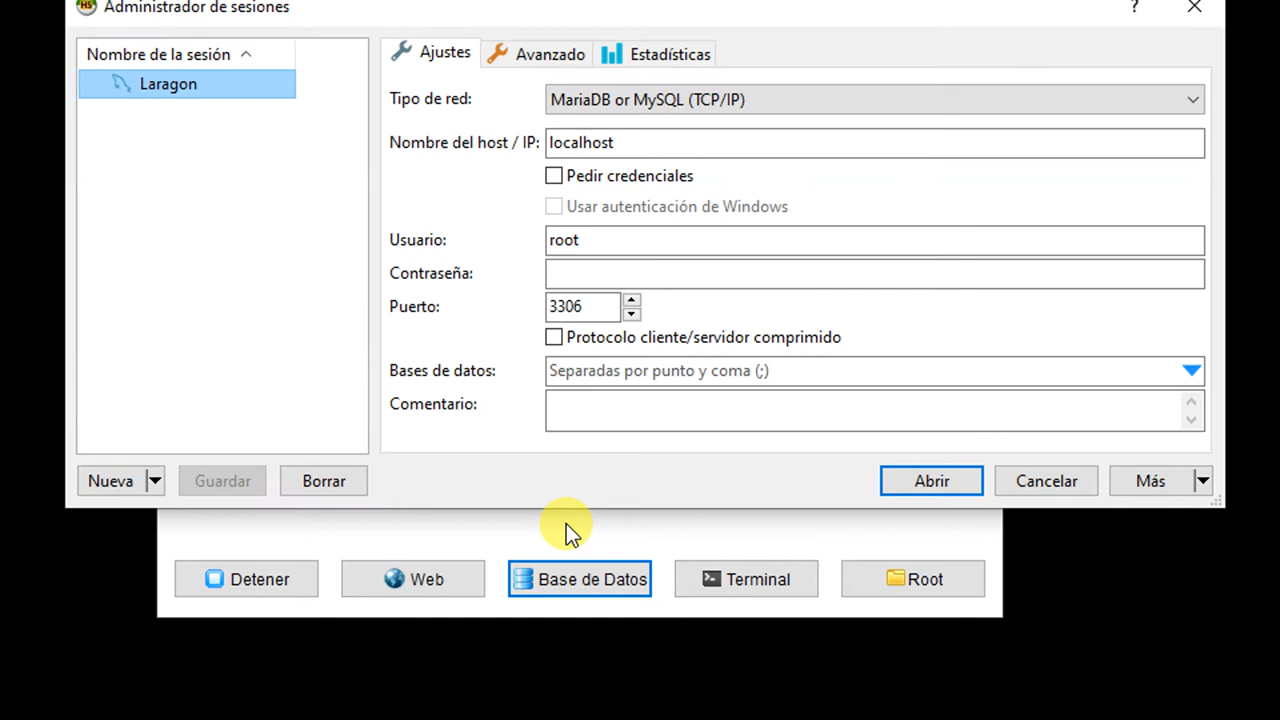 HS Administrador de sesiones ?
Nombre de la sesión
Laragon
Ajustes Avanzado Estadísticas
Tipo de red: MariaDB or MySQL (TCP/IP)
Nombre del host / IP: localhost
Pedir credenciales
Usar autenticación de Windows
Usuario: root
Contraseña:
Puerto: 3306
Protocolo cliente/servidor comprimido
Bases de datos: Separadas por punto y coma (;)
Comentario:
Nueva Guardar Borrar Abrir Cancelar Más
Detener Web Base de Datos Terminal Root